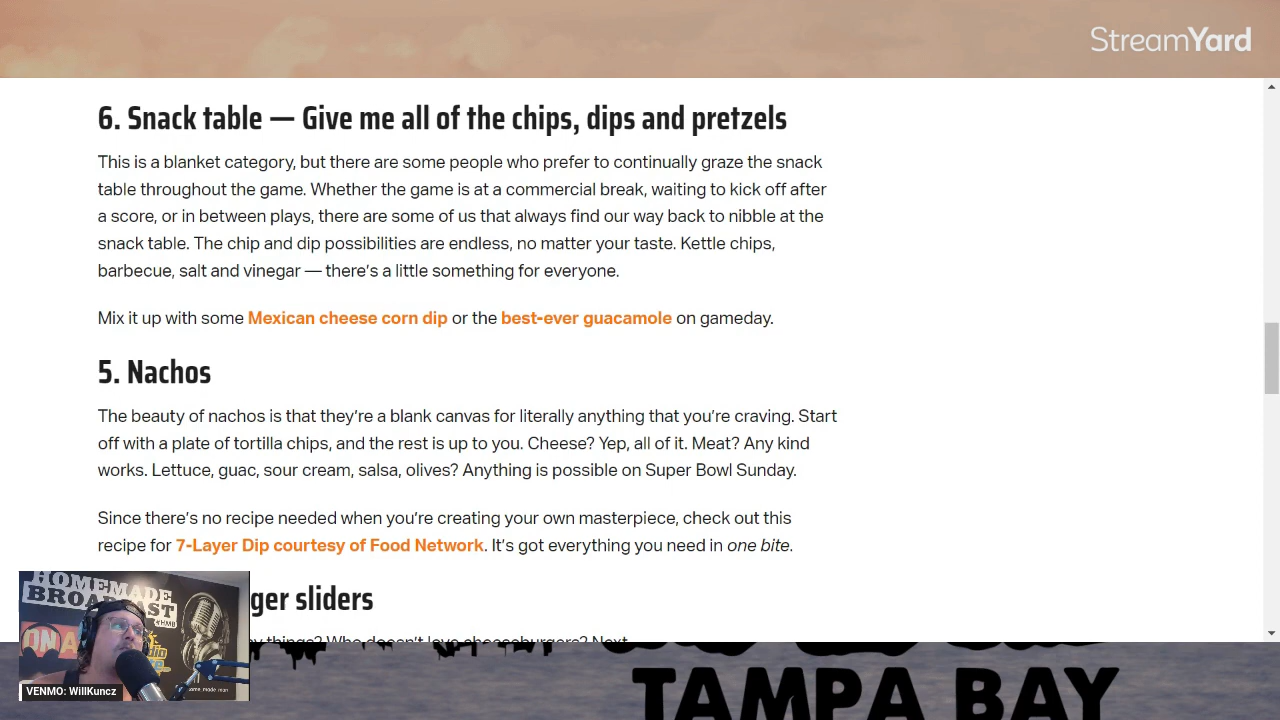 StreamYard
6. Snack table — Give me all of the chips, dips and pretzels
This is a blanket category, but there are some people who prefer to continually graze the snack
table throughout the game. Whether the game is at a commercial break, waiting to kick off after
a score, or in between plays, there are some of us that always find our way back to nibble at the
snack table. The chip and dip possibilities are endless, no matter your taste. Kettle chips,
barbecue, salt and vinegar — there’s a little something for everyone.
Mix it up with some Mexican cheese corn dip or the best-ever guacamole on gameday.
5. Nachos
The beauty of nachos is that they’re a blank canvas for literally anything that you’re craving. Start
off with a plate of tortilla chips, and the rest is up to you. Cheese? Yep, all of it. Meat? Any kind
works. Lettuce, guac, sour cream, salsa, olives? Anything is possible on Super Bowl Sunday.
Since there’s no recipe needed when you’re creating your own masterpiece, check out this
recipe for 7-Layer Dip courtesy of Food Network. It’s got everything you need in one bite.
ger sliders
things? Who doesn’t love cheeseburgers? Next
HOMEMADE
BROADCAST
#HMB
ON A
VENMO: WillKuncz
TAMPA BAY